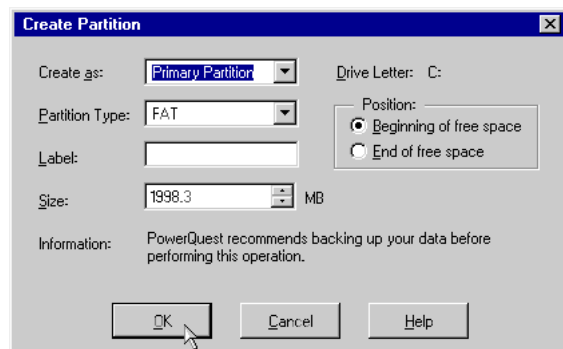 Create Partition
Create as: Primary Partition Drive Letter: C:
Partition Type: FAT Position:
Beginning of free space
Label: End of free space
Size: 1998.3 MB
Information: PowerQuest recommends backing up your data before
performing this operation.
OK Cancel Help